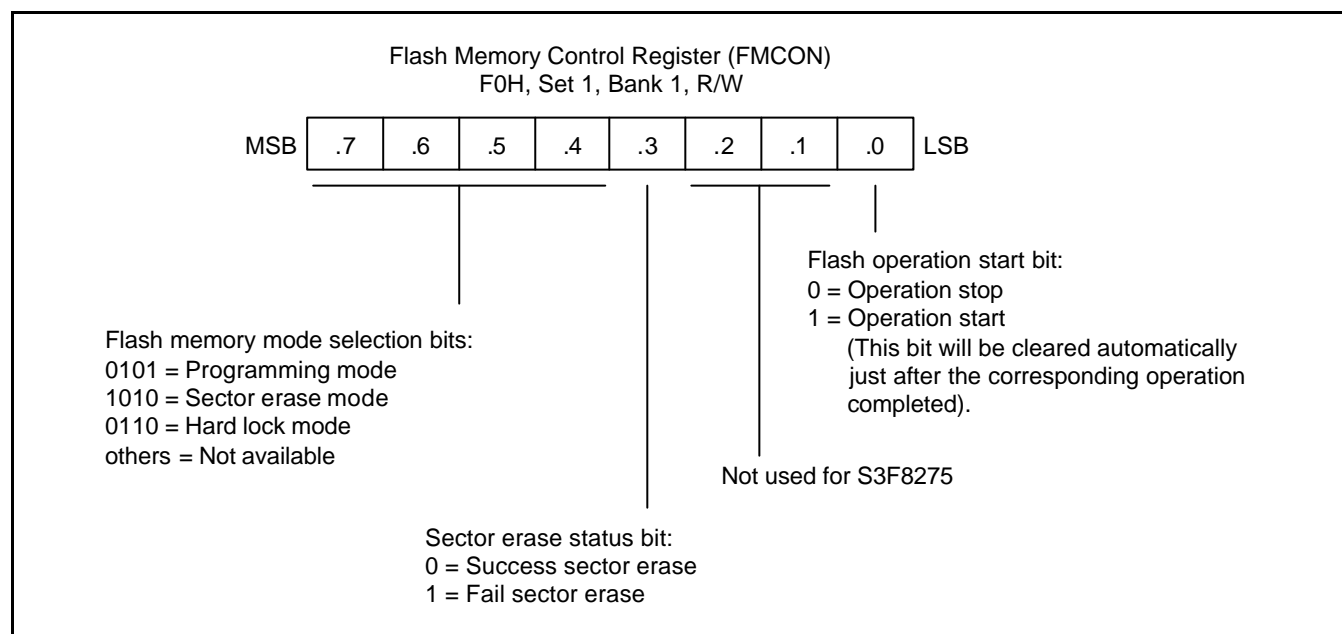 Flash Memory Control Register (FMCON)
F0H, Set 1, Bank 1, R/W
MSB .7 .6 .5 .4 .3 .2 .1 .0 LSB
Flash operation start bit:
0 = Operation stop
1 = Operation start
(This bit will be cleared automatically
just after the corresponding operation
completed).
Flash memory mode selection bits:
0101 = Programming mode
1010 = Sector erase mode
0110 = Hard lock mode
others = Not available
Not used for S3F8275
Sector erase status bit:
0 = Success sector erase
1 = Fail sector erase